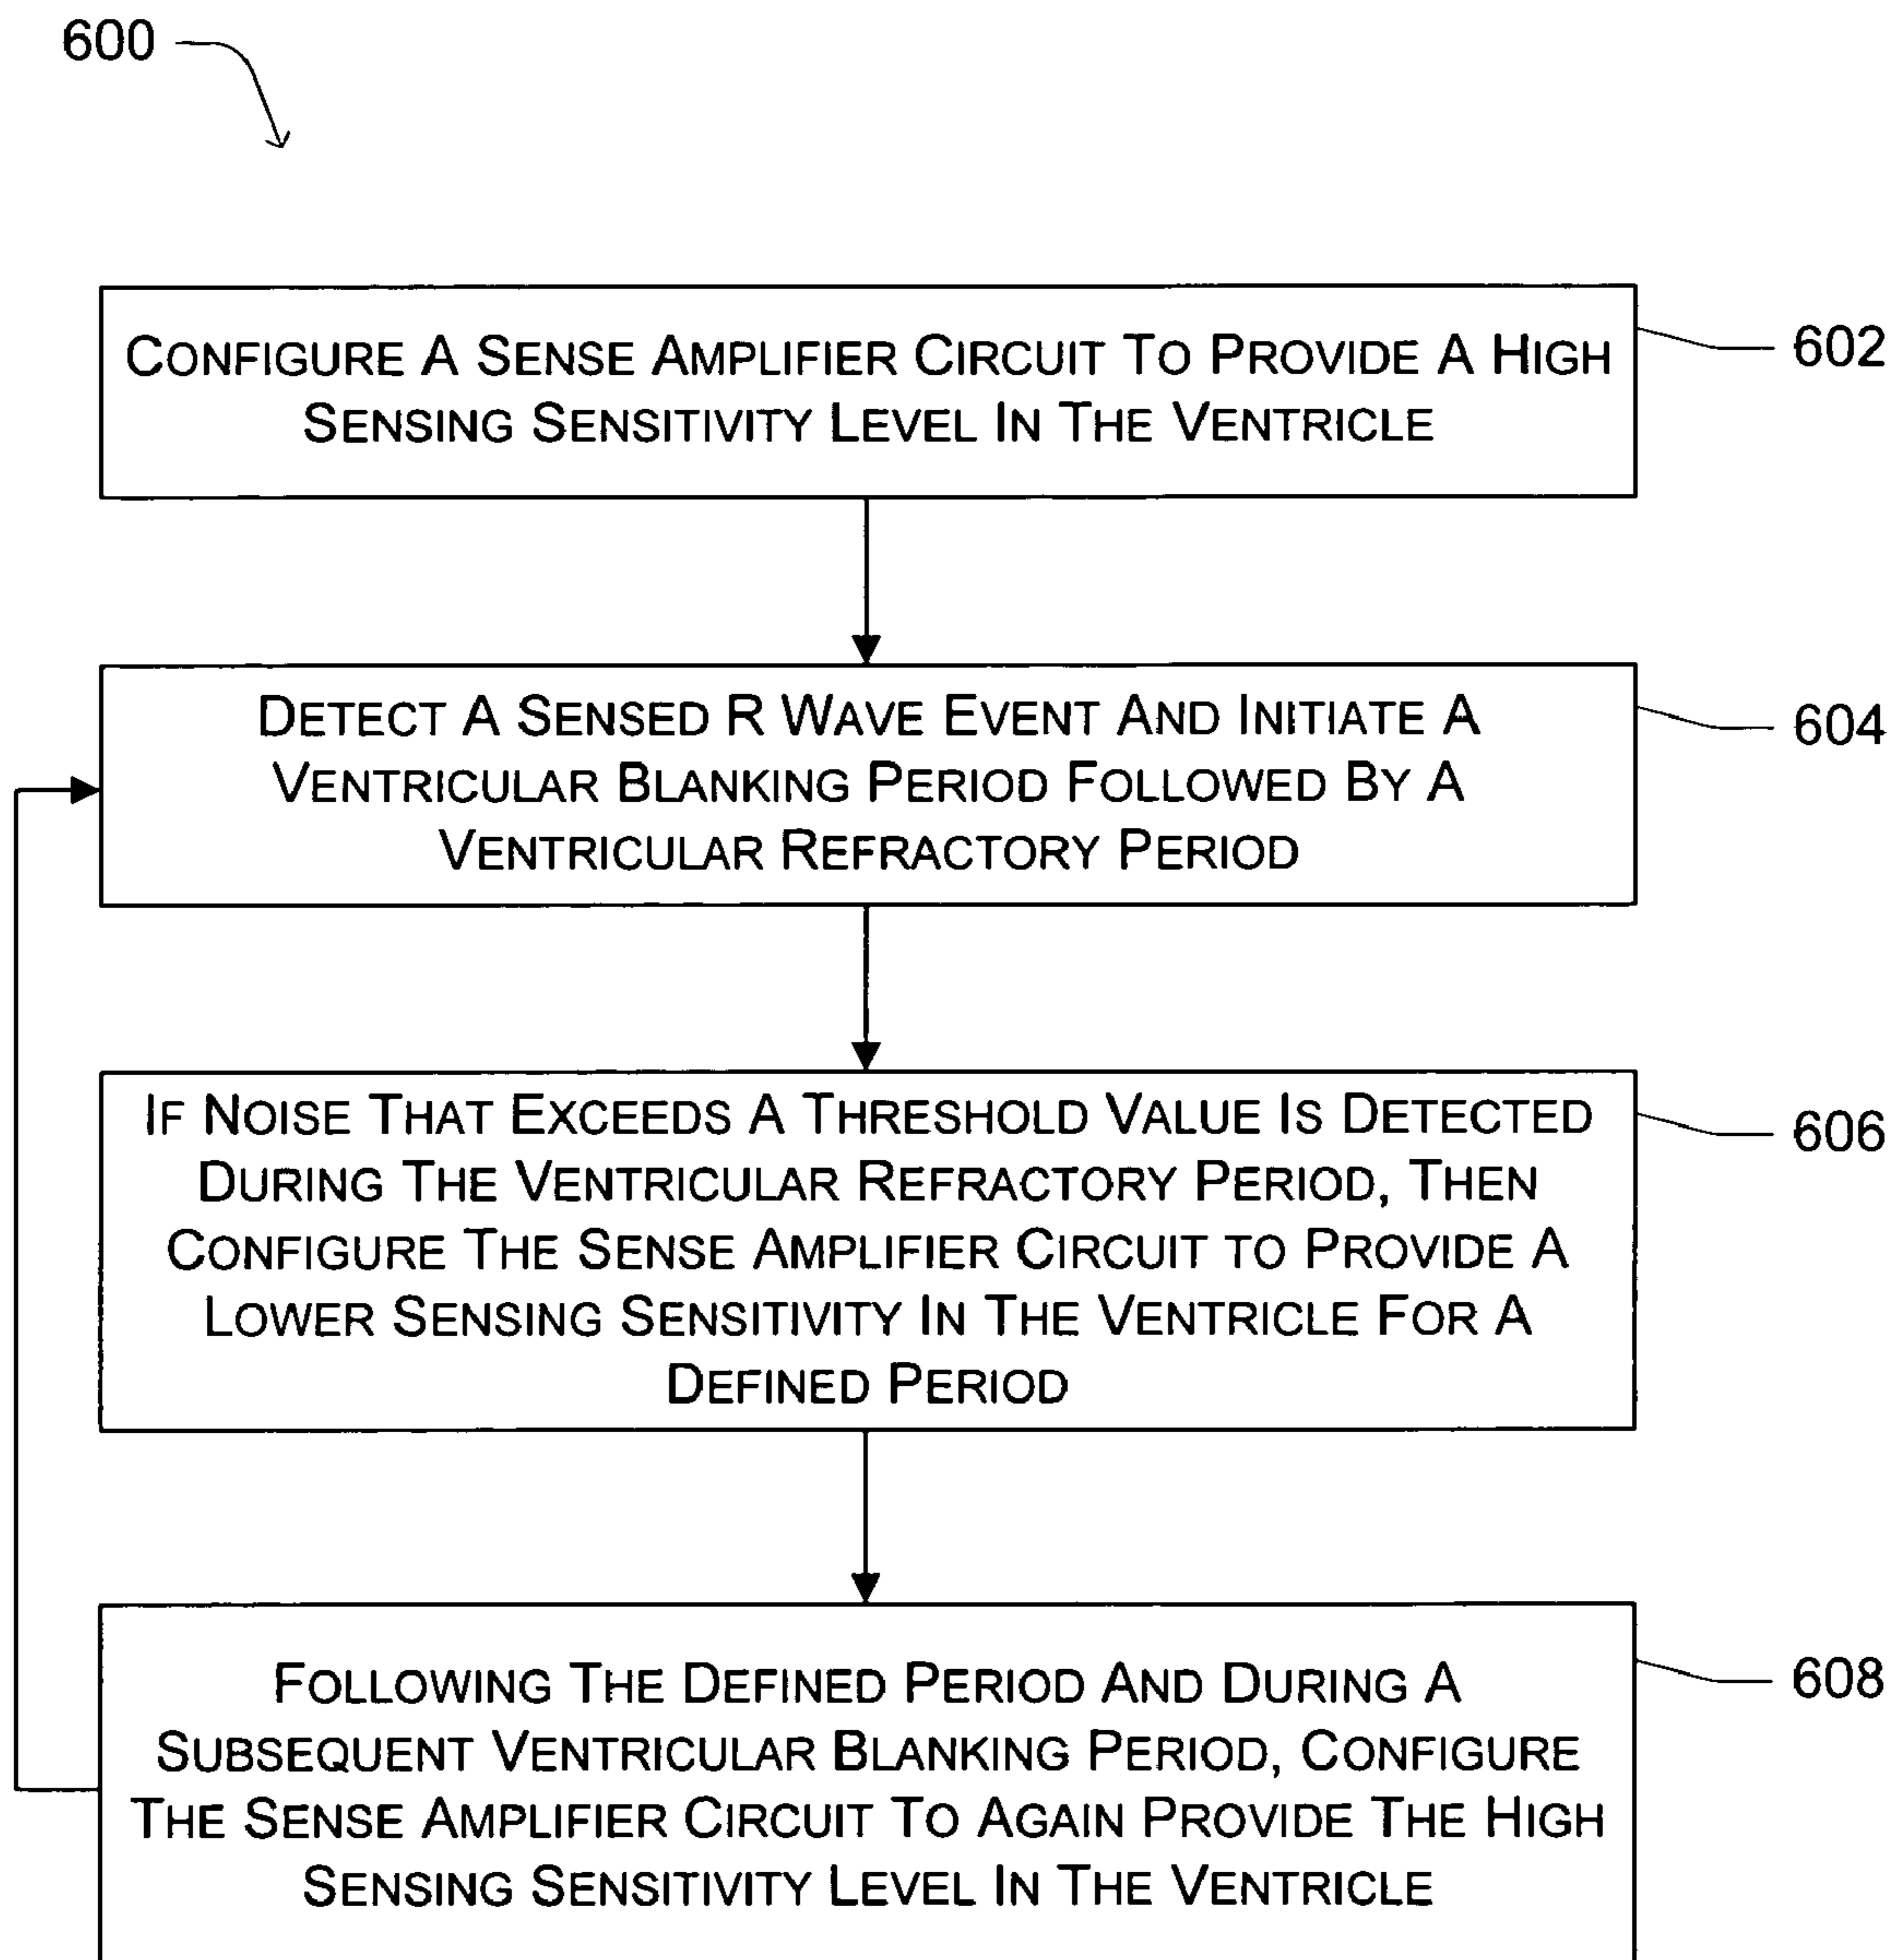 600
CONFIGURE A SENSE AMPLIFIER CIRCUIT TO PROVIDE A HIGH
SENSING SENSITIVITY LEVEL IN THE VENTRICLE
602
DETECT A SENSED R WAVE EVENT AND INITIATE A
VENTRICULAR BLANKING PERIOD FOLLOWED BY A
VENTRICULAR REFRACTORY PERIOD
604
IF NOISE THAT EXCEEDS A THRESHOLD VALUE IS DETECTED
DURING THE VENTRICULAR REFRACTORY PERIOD, THEN
CONFIGURE THE SENSE AMPLIFIER CIRCUIT TO PROVIDE A
LOWER SENSING SENSITIVITY IN THE VENTRICLE FOR A
DEFINED PERIOD
606
FOLLOWING THE DEFINED PERIOD AND DURING A
SUBSEQUENT VENTRICULAR BLANKING PERIOD, CONFIGURE
THE SENSE AMPLIFIER CIRCUIT TO AGAIN PROVIDE THE HIGH
SENSING SENSITIVITY LEVEL IN THE VENTRICLE
608